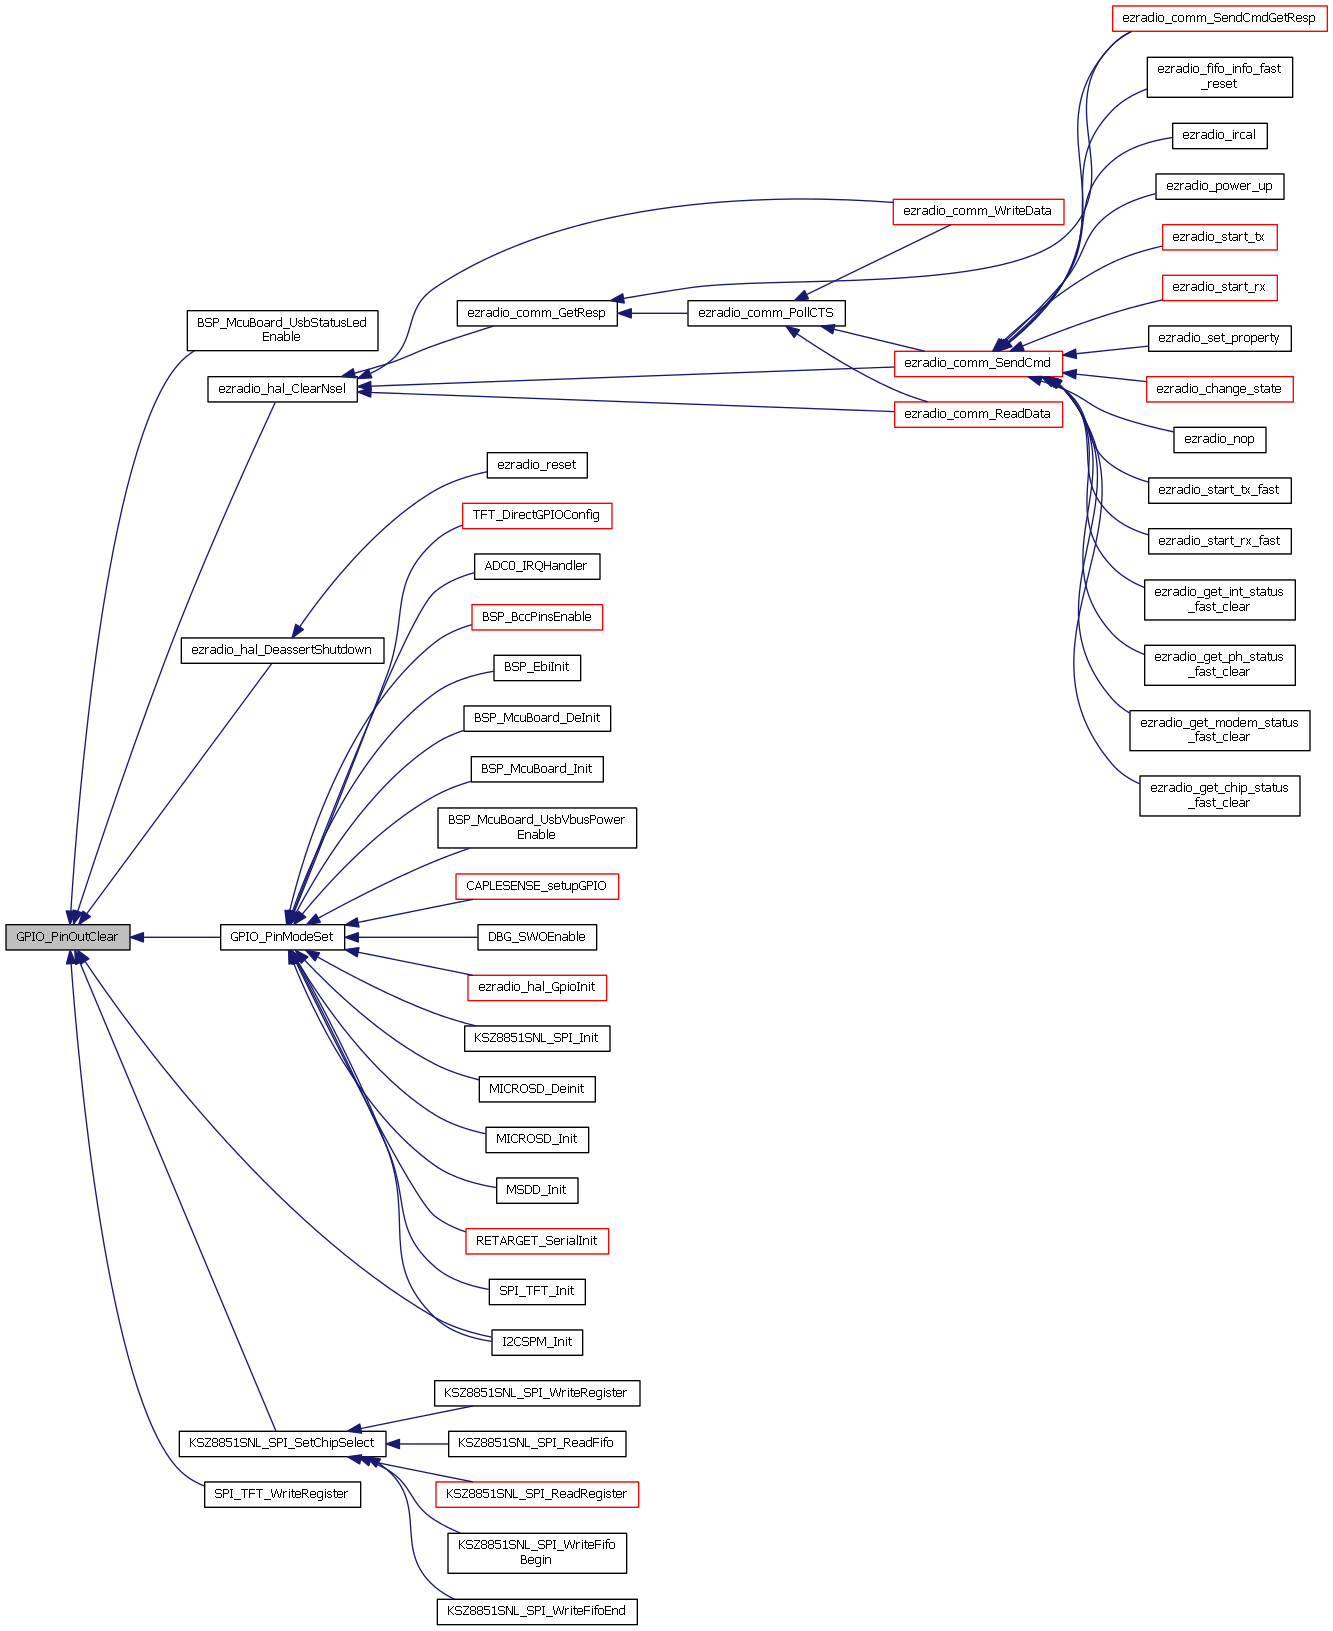 ezradio_comm_SendCmdGetResp
ezradio_fifo_info_fast
_reset
ezradio_ircal
ezradio_power_up
ezradio_comm_WriteData
ezradio_start_tx
ezradio_start_rx
ezradio_comm_GetResp
ezradio_comm_PollCTS
BSP_McuBoard_UsbStatusLed
Enable
ezradio_set_property
ezradio_comm_SendCmd
ezradio_hal_ClearNsel
ezradio_change_state
ezradio_comm_ReadData
ezradio_nop
ezradio_reset
ezradio_start_tx_fast
TFT_DirectGPIOConfig
ezradio_start_rx_fast
ADC0_IRQHandler
ezradio_get_int_status
_fast_clear
BSP_BccPinsEnable
ezradio_hal_DeassertShutdown
ezradio_get_ph_status
_fast_clear
BSP_EbiInit
BSP_McuBoard_DeInit
ezradio_get_modem_status
_fast_clear
BSP_McuBoard_Init
ezradio_get_chip_status
_fast_clear
BSP_McuBoard_UsbVbusPower
Enable
CAPLESENSE_setupGPIO
GPIO_PinOutClear
GPIO_PinModeSet
DBG_SWOEnable
ezradio_hal_GpioInit
KSZ8851SNL_SPI_Init
MICROSD_Deinit
MICROSD_Init
MSDD_Init
RETARGET_SerialInit
SPI_TFT_Init
I2CSPM_Init
KSZ8851SNL_SPI_WriteRegister
KSZ8851SNL_SPI_SetChipSelect
KSZ8851SNL_SPI_ReadFifo
SPI_TFT_WriteRegister
KSZ8851SNL_SPI_ReadRegister
KSZ8851SNL_SPI_WriteFifo
Begin
KSZ8851SNL_SPI_WriteFifoEnd